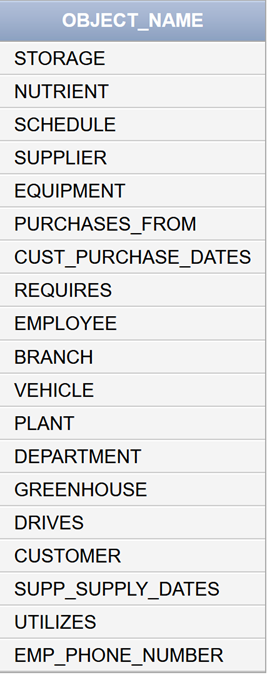 OBJECT_NAME
STORAGE
NUTRIENT
SCHEDULE
SUPPLIER
EQUIPMENT
PURCHASES_FROM
CUST_PURCHASE_DATES
REQUIRES
EMPLOYEE
BRANCH
VEHICLE
PLANT
DEPARTMENT
GREENHOUSE
DRIVES
CUSTOMER
SUPP_SUPPLY_DATES
UTILIZES
EMP_PHONE_NUMBER